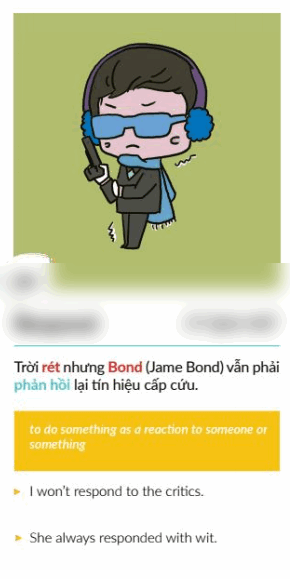 Trời rét nhưng Bond (Jame Bond) vẫn phải
phản hồi lại tín hiệu cấp cứu.
to do something as a reaction to someone or
something
I won't respond to the critics.
She always responded with wit.